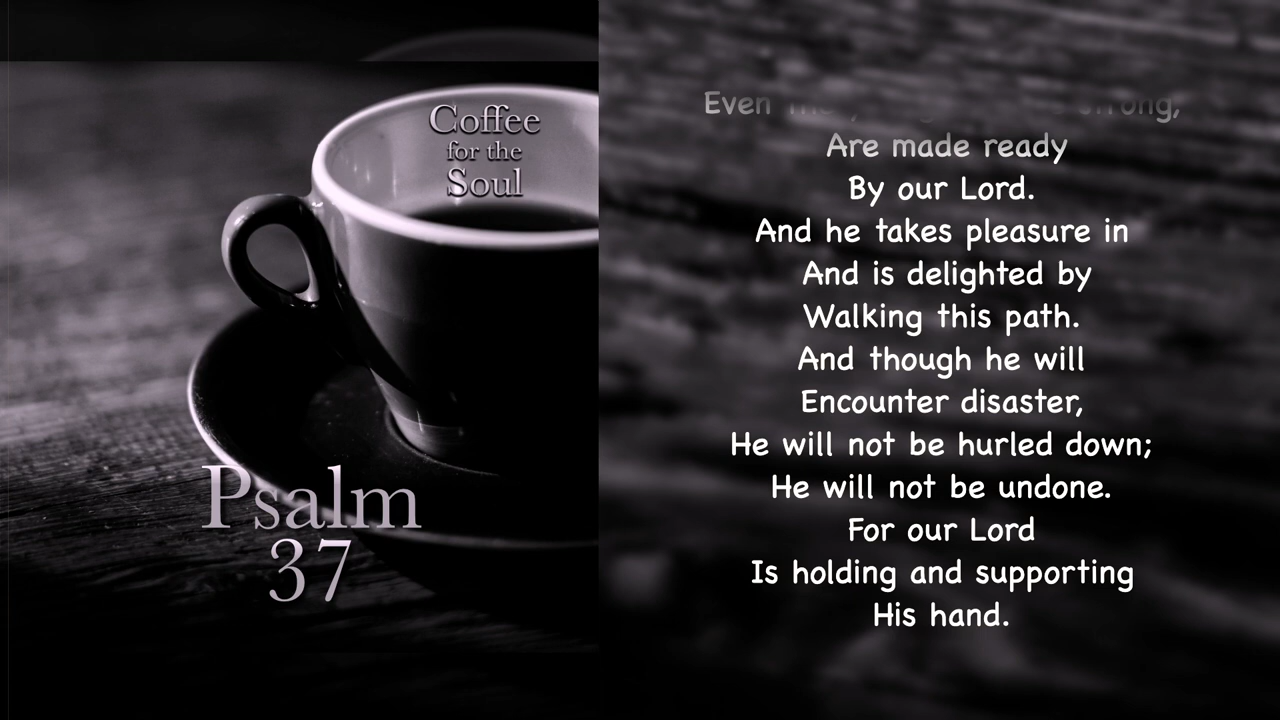 Coffee
for the
Soul
Psalm
37
Even strong,
Are made ready
By our Lord.
And he takes pleasure in
And is delighted by
Walking this path.
And though he will
Encounter disaster,
He will not be hurled down;
He will not be undone.
For our Lord
Is holding and supporting
His hand.